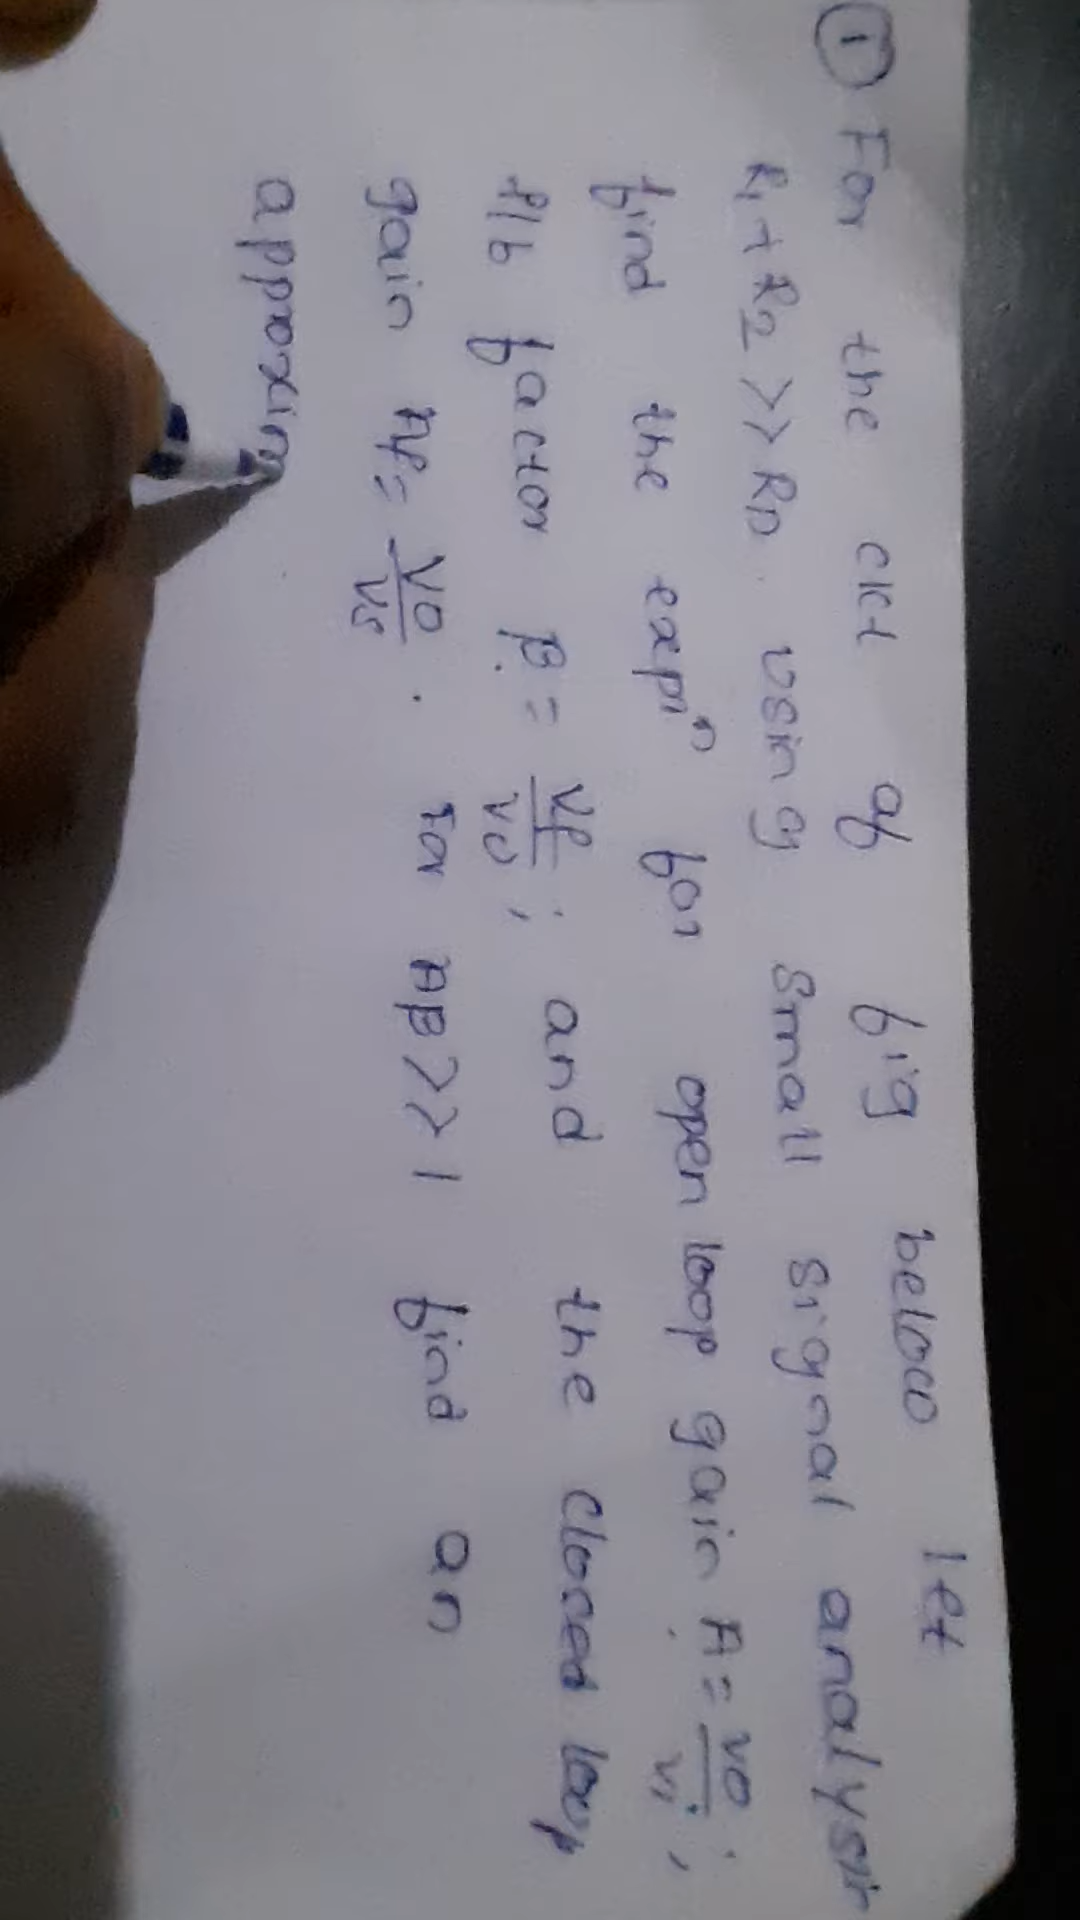 ① For the ckt of fig below let
R1 + R2 >> RD. using small signal analysis
find the expn for open loop gain A = vo/vi;
f/b factor β = vf/vo; and the closed loop
gain Af = vo/vs. For Aβ >> 1 find an
approxim